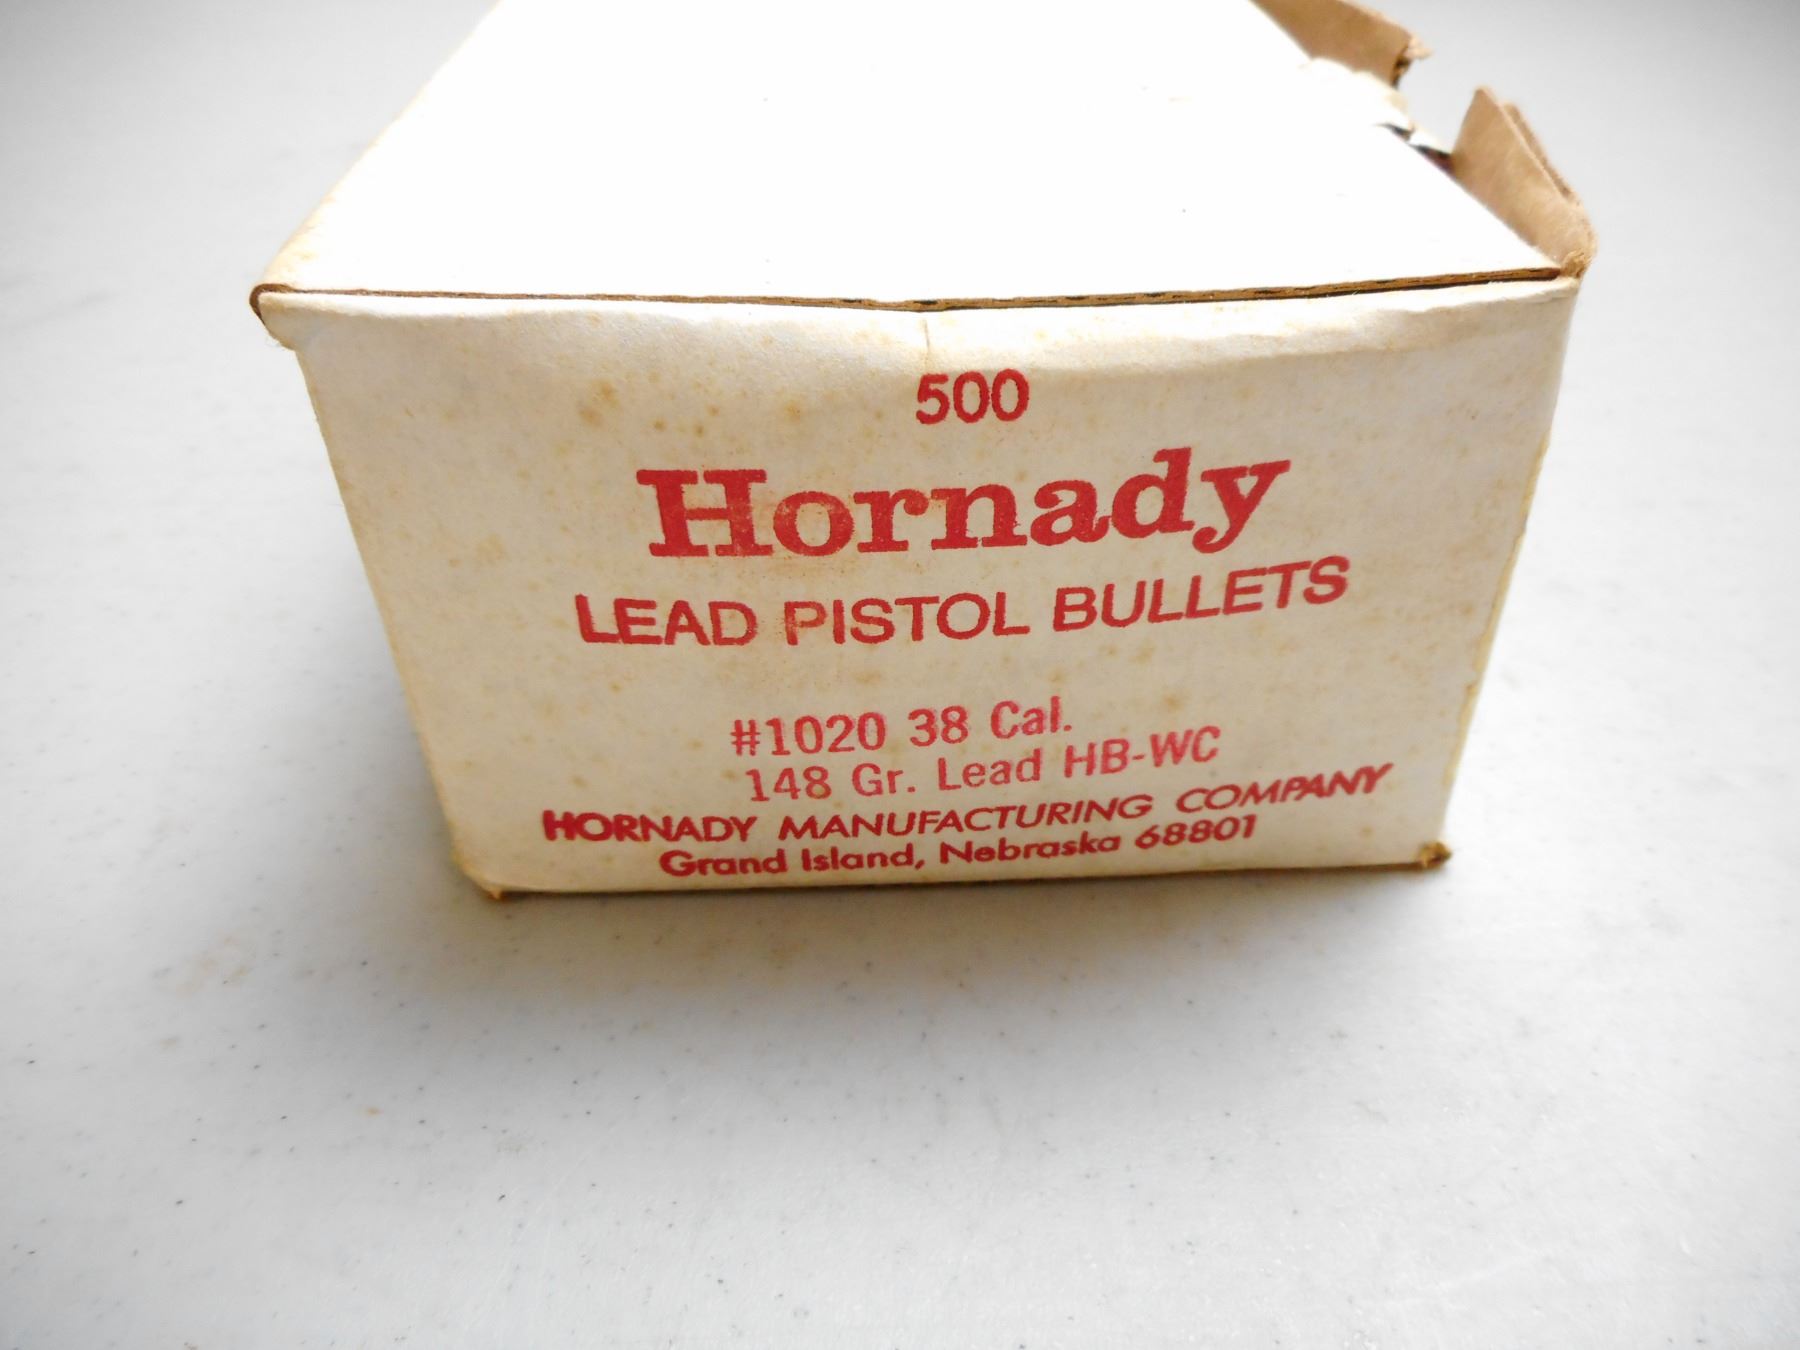 500
Hornady
LEAD PISTOL BULLETS
#1020 38 Cal.
148 Gr. Lead HB-WC
HORNADY MANUFACTURING COMPANY
Grand Island, Nebraska 68801